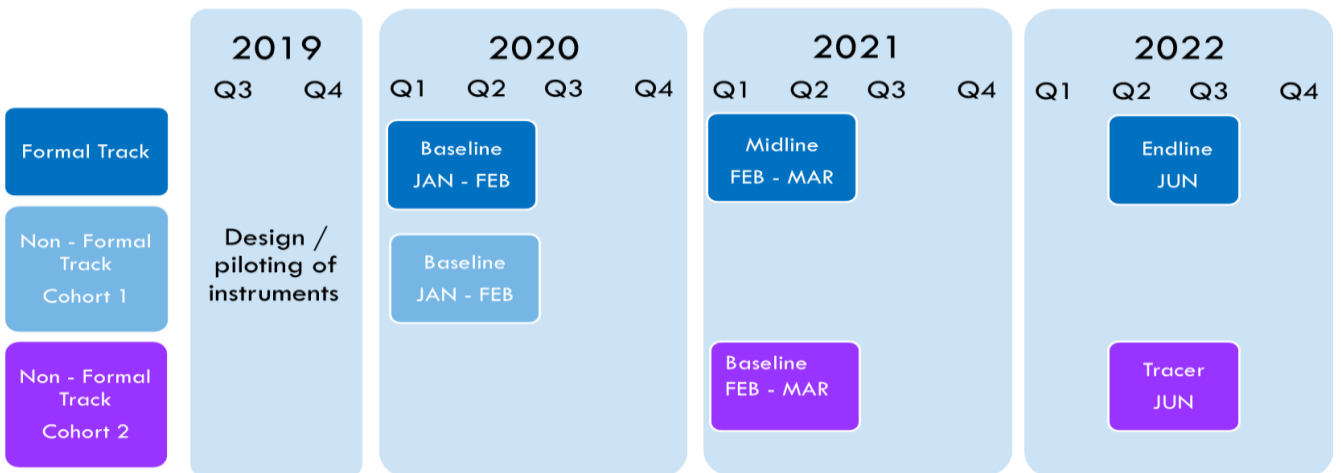 2019
Q3 Q4
2020
Q1 Q2 Q3 Q4
2021
Q1 Q2 Q3 Q4
2022
Q1 Q2 Q3 Q4
Formal Track
Baseline
JAN - FEB
Midline
FEB - MAR
Endline
JUN
Non - Formal
Track
Cohort 1
Design /
piloting of
instruments
Baseline
JAN - FEB
Non - Formal
Track
Cohort 2
Baseline
FEB - MAR
Tracer
JUN